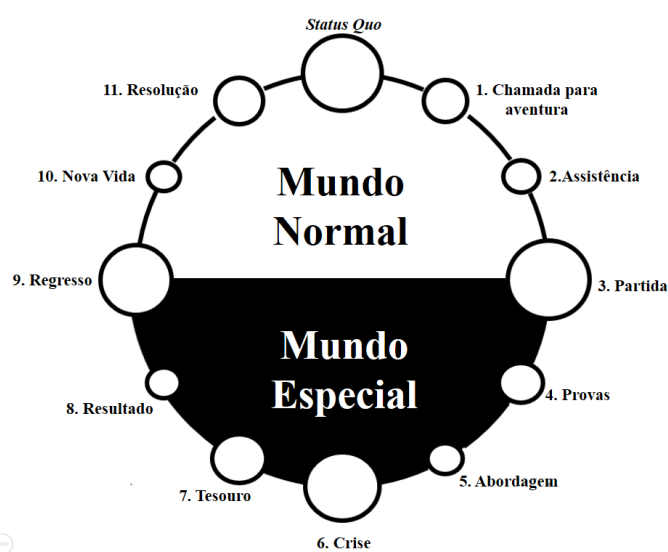 Status Quo
1. Chamada para
aventura
2.Assistência
3. Partida
4. Provas
5. Abordagem
6. Crise
7. Tesouro
8. Resultado
9. Regresso
10. Nova Vida
11. Resolução
Mundo
Normal
Mundo
Especial